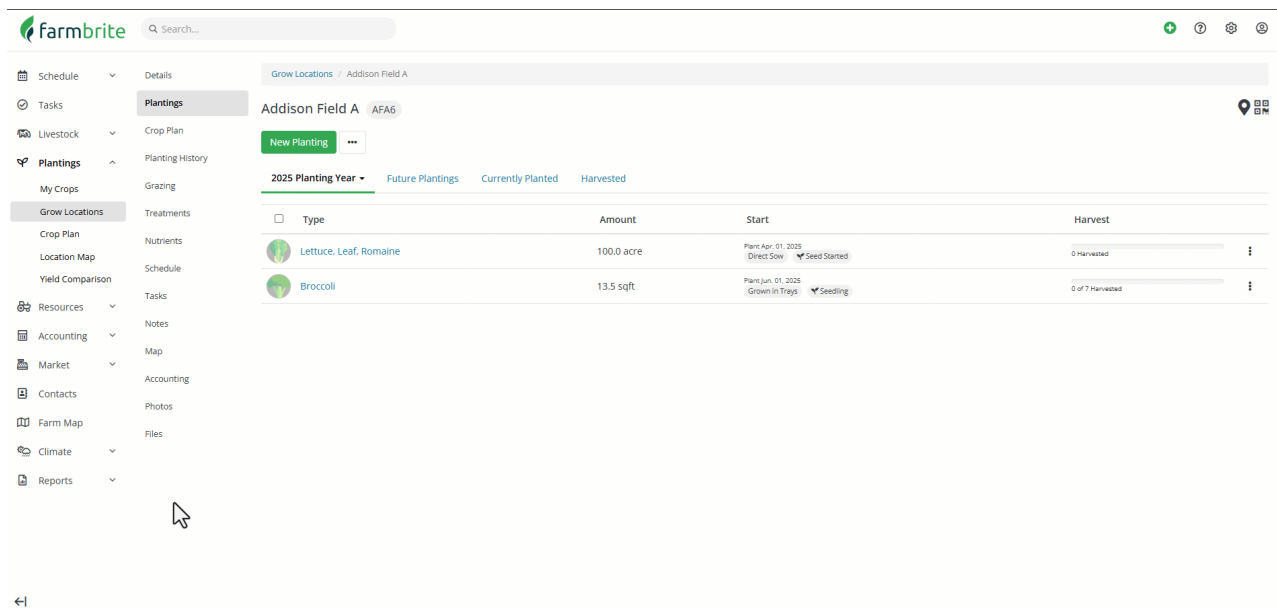 farmbrite
Search...
Schedule
Tasks
Livestock
Plantings
My Crops
Grow Locations
Crop Plan
Location Map
Yield Comparison
Resources
Accounting
Market
Contacts
Farm Map
Climate
Reports
Details
Plantings
Crop Plan
Planting History
Grazing
Treatments
Nutrients
Schedule
Tasks
Notes
Map
Accounting
Photos
Files
Grow Locations / Addison Field A
Addison Field A AFA6
New Planting
2025 Planting Year Future Plantings Currently Planted Harvested
Type Amount Start Harvest
Lettuce, Leaf, Romaine 100.0 acre
Plant Apr. 01, 2025
Direct Sow Seed Started
0 Harvested
Broccoli 13.5 sqft
Plant Jun. 01, 2025
Grown in Trays Seedling
0 of 7 Harvested